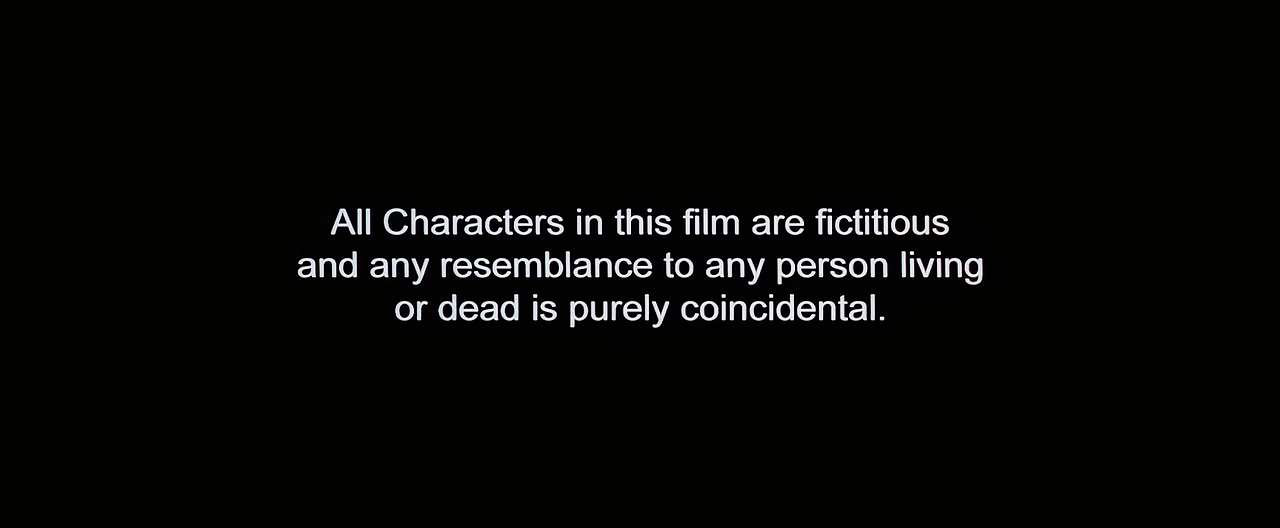 All Characters in this film are fictitious
and any resemblance to any person living
or dead is purely coincidental.